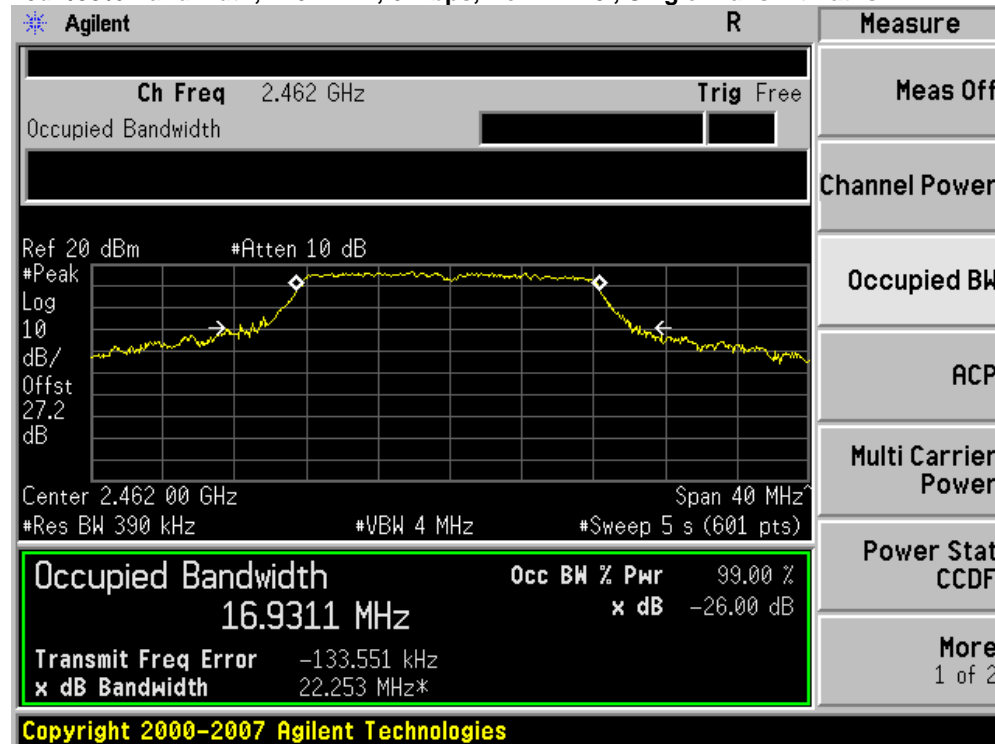 Agilent R
Ch Freq 2.462 GHz Trig Free
Occupied Bandwidth
Ref 20 dBm #Atten 10 dB
#Peak
Log
10
dB/
Offst
27.2
dB
Center 2.462 00 GHz Span 40 MHz^
#Res BW 390 kHz #VBW 4 MHz #Sweep 5 s (601 pts)
Occupied Bandwidth
16.9311 MHz
Occ BW % Pwr 99.00 %
x dB -26.00 dB
Transmit Freq Error -133.551 kHz
x dB Bandwidth 22.253 MHz*
Copyright 2000-2007 Agilent Technologies
Measure
Meas Off
Channel Power
Occupied BW
ACP
Multi Carrier
Power
Power Stat
CCDF
More
1 of 2